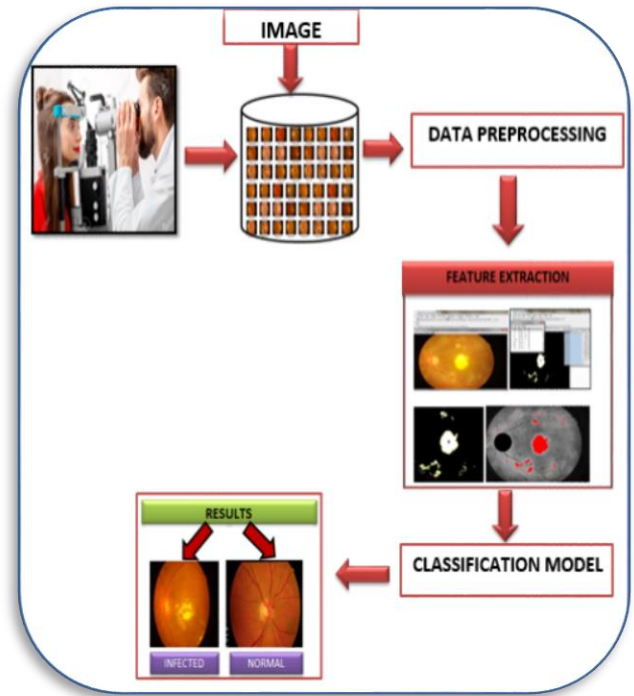 IMAGE
DATA PREPROCESSING
FEATURE EXTRACTION
CLASSIFICATION MODEL
RESULTS
INFECTED
NORMAL